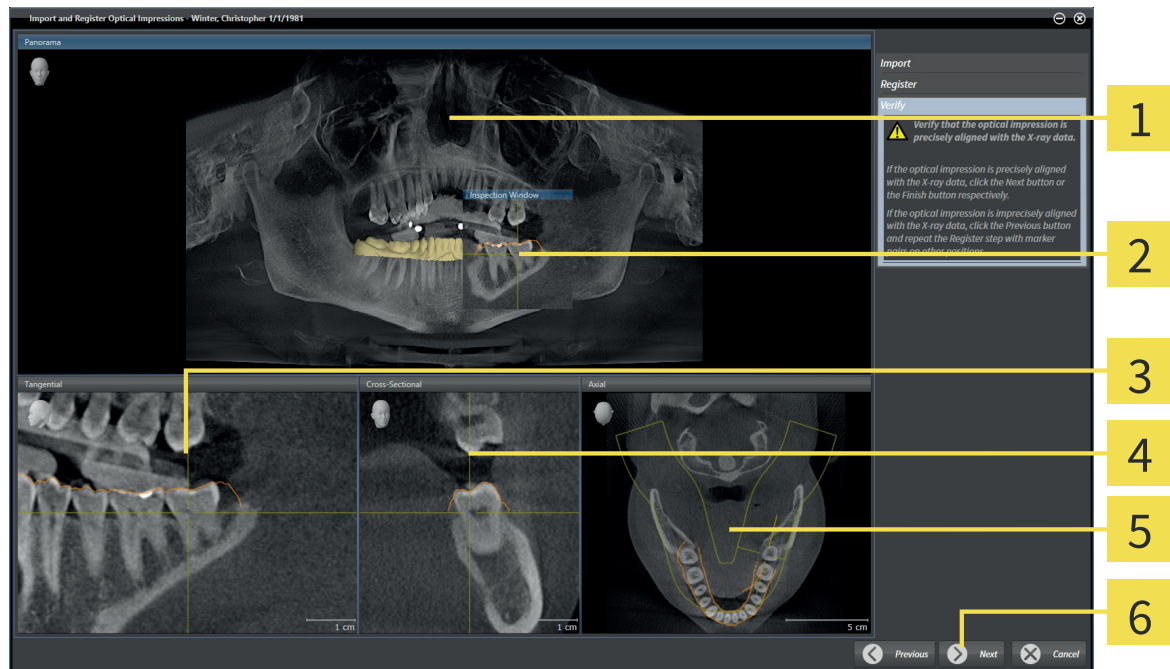 Import and Register Optical Impressions - Winter, Christopher 1/1/1981
Panorama
Inspection Window
Tangential
1 cm
Cross-Sectional
1 cm
Axial
5 cm
Import
Register
Verify
Verify that the optical impression is
precisely aligned with the X-ray data.
If the optical impression is precisely aligned
with the X-ray data, click the Next button or
the Finish button respectively.
If the optical impression is imprecisely aligned
with the X-ray data, click the Previous button
and repeat the Register step with marker
pairs on other positions.
Previous
Next
Cancel
1
2
3
4
5
6